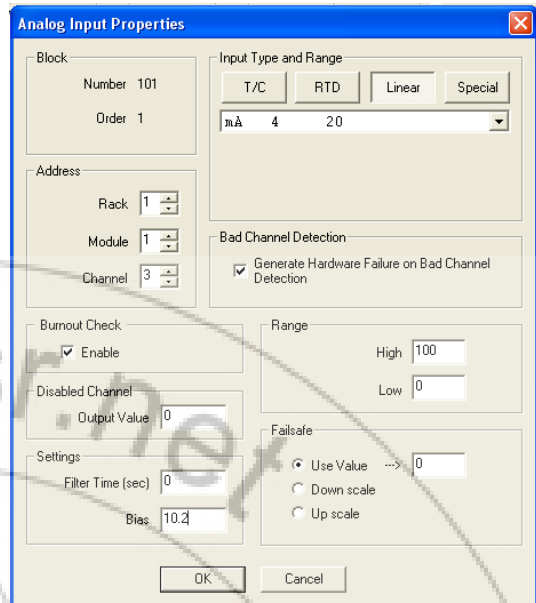 Analog Input Properties
Block
Number 101
Order 1
Input Type and Range
T/C RTD Linear Special
mA 4 20
Address
Rack 1
Module 1
Channel 3
Bad Channel Detection
Generate Hardware Failure on Bad Channel
Detection
Burnout Check
Enable
Range
High 100
Low 0
Disabled Channel
Output Value 0
Failsafe
Use Value ---> 0
Down scale
Up scale
Settings
Filter Time (sec) 0
Bias 10.2
OK Cancel
r.net